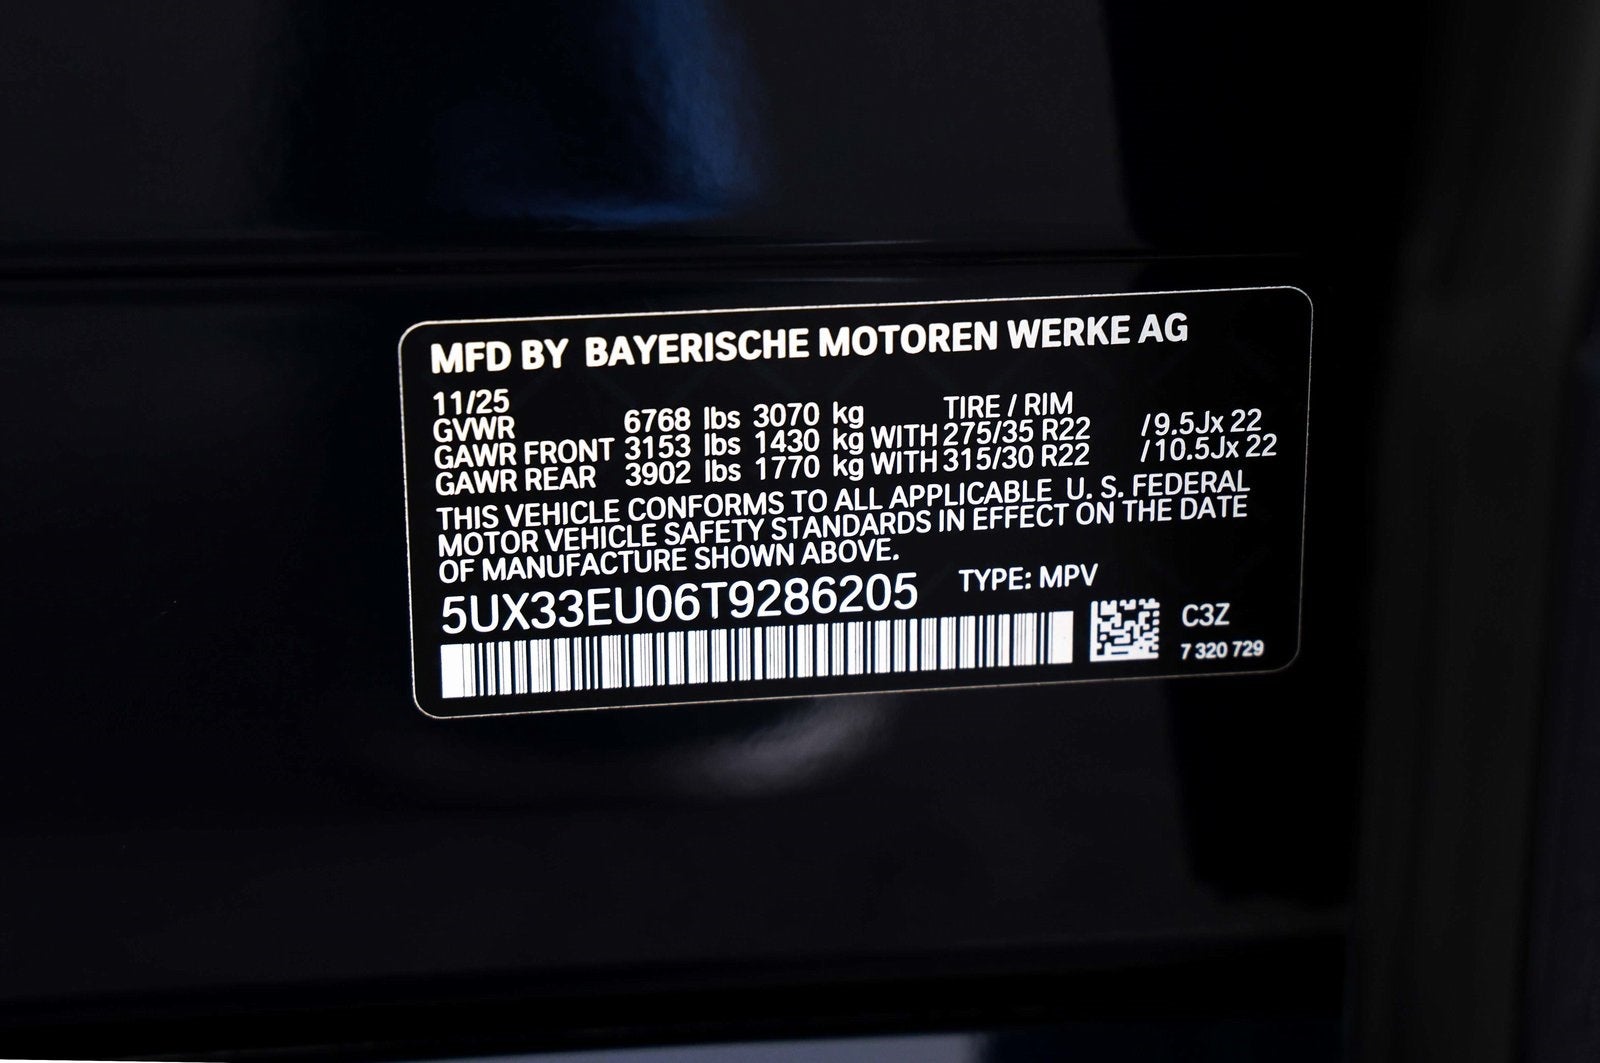 MFD BY BAYERISCHE MOTOREN WERKE AG
11/25 TIRE / RIM
GVWR 6768 lbs 3070 kg
GAWR FRONT 3153 lbs 1430 kg WITH 275/35 R22 /9.5Jx 22
GAWR REAR 3902 lbs 1770 kg WITH 315/30 R22 /10.5Jx 22
THIS VEHICLE CONFORMS TO ALL APPLICABLE U. S. FEDERAL
MOTOR VEHICLE SAFETY STANDARDS IN EFFECT ON THE DATE
OF MANUFACTURE SHOWN ABOVE.
5UX33EU06T9286205 TYPE: MPV
C3Z
7 320 729